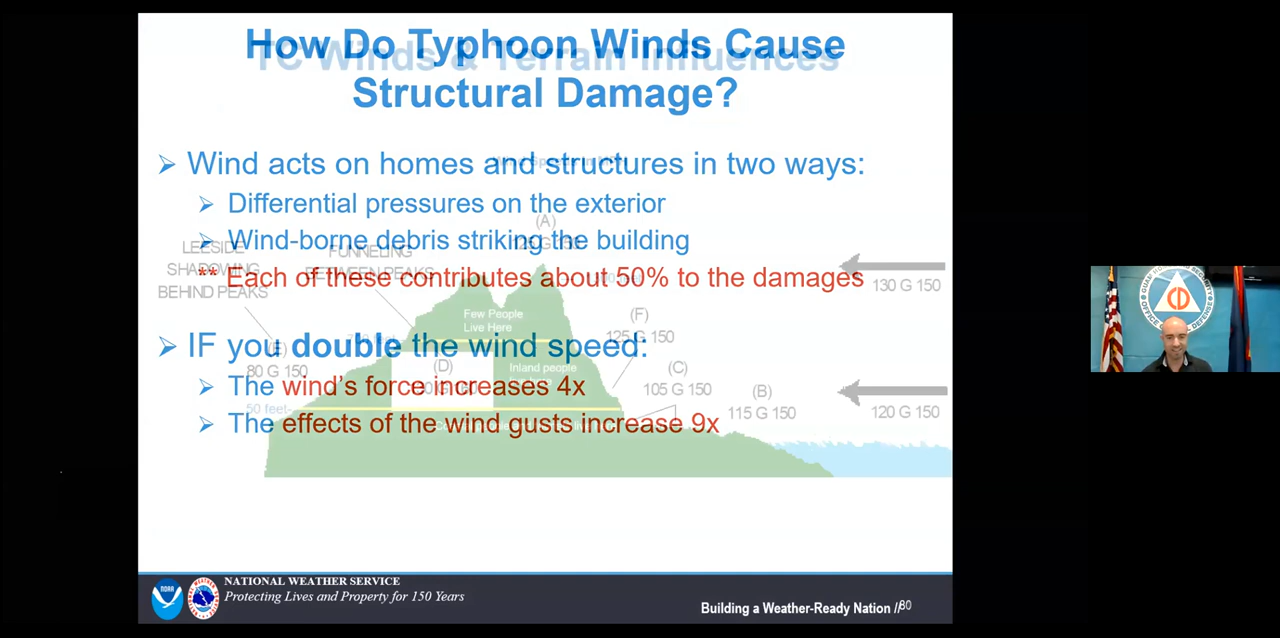 How Do Typhoon Winds Cause
TC Winds & Terrain Influences
Structural Damage?
Wind acts on homes and structures in two ways:
Differential pressures on the exterior
(A)
Wind-borne debris striking the building
LEESIDE
SHADOWING
BEHIND PEAKS
FUNNELING
BETWEEN PEAKS
** Each of these contributes about 50% to the damages
130 G 150
Few People
Live Here
(F)
125 G 150
IF you double the wind speed:
80 G 150
(D)
Inland people
(C)
105 G 150
The wind's force increases 4x
(B)
115 G 150
120 G 150
50 feet
The effects of the wind gusts increase 9x
NATIONAL WEATHER SERVICE
Protecting Lives and Property for 150 Years
Building a Weather-Ready Nation //
80
NOAA
CD